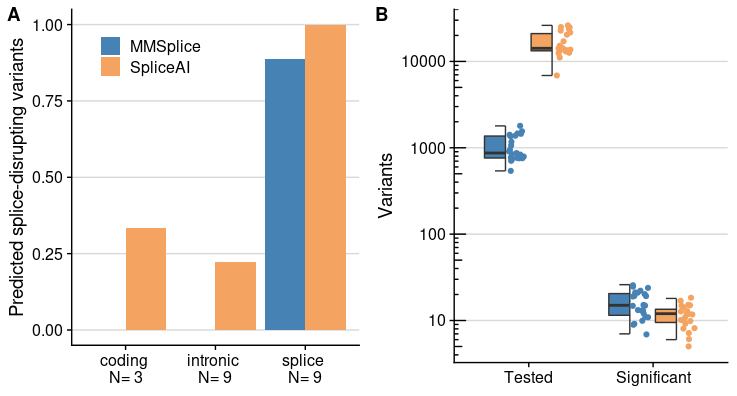 A
Predicted splice-disrupting variants
1.00
0.75
0.50
0.25
0.00
MMSplice
SpliceAI
coding
N= 3
intronic
N= 9
splice
N= 9
B
Variants
10000
1000
100
10
Tested
Significant